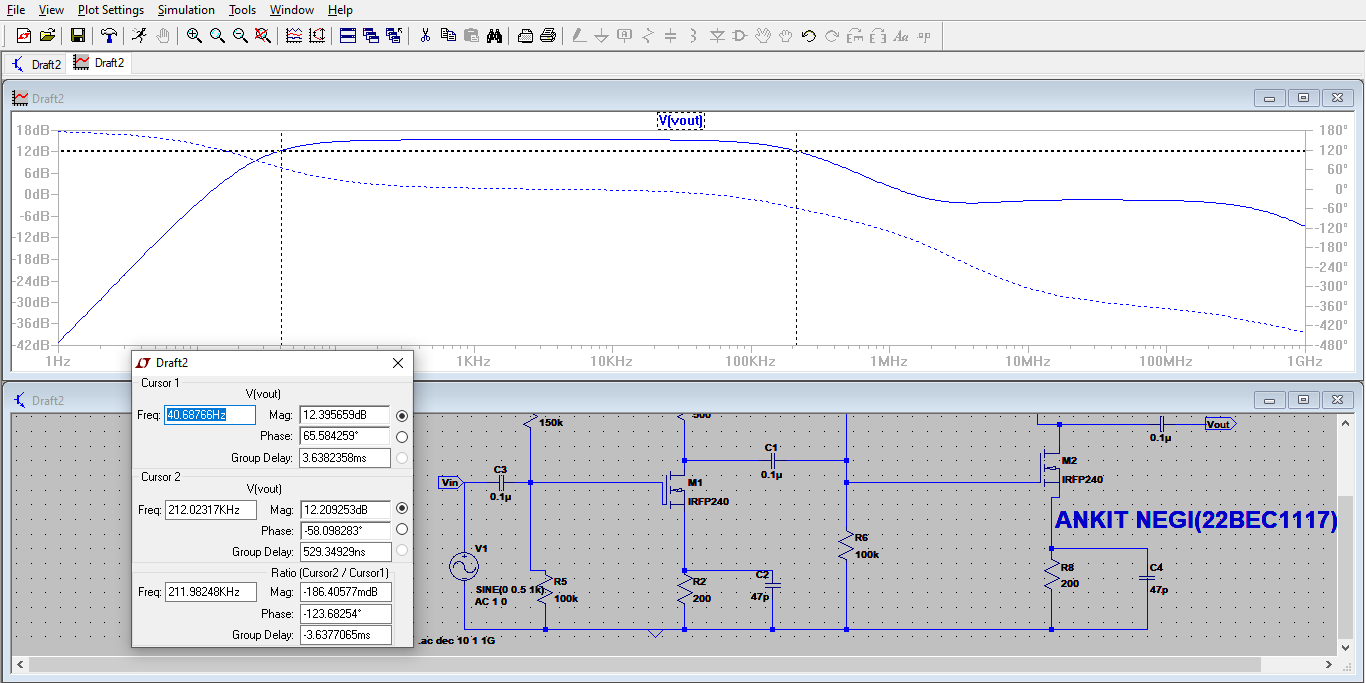 File View Plot Settings Simulation Tools Window Help
Draft2 Draft2
Draft2
V(vout)
18dB 180°
12dB 120°
6dB 60°
0dB 0°
-6dB -60°
-12dB -120°
-18dB -180°
-24dB -240°
-30dB -300°
-36dB -360°
-42dB -420°
-480°
1Hz 1KHz 10KHz 100KHz 1MHz 10MHz 100MHz 1GHz
Draft2
Cursor 1
V(vout)
Freq: 40.68766Hz Mag: 12.395659dB
Phase: 65.584259°
Group Delay: 3.6382358ms
Cursor 2
V(vout)
Freq: 212.02317KHz Mag: 12.209253dB
Phase: -58.098283°
Group Delay: 529.34929ns
Ratio (Cursor2 / Cursor1)
Freq: 211.98248KHz Mag: -186.40577mdB
Phase: -123.68254°
Group Delay: -3.6377065ms
Draft2
150k
500
0.1µ
Vout
C1
0.1µ
M2
IRFP240
C3
Vin
0.1µ
M1
IRFP240
ANKIT NEGI(22BEC1117)
R6
100k
V1
SINE(0 0.5 1k)
AC 1 0
R5
100k
R2
200
C2
47p
R8
200
C4
47p
.ac dec 10 1 1G